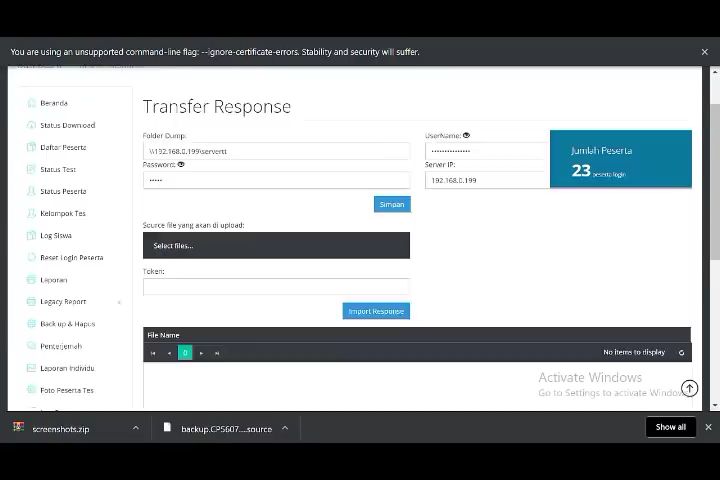 You are using an unsupported command-line flag: --ignore-certificate-errors. Stability and security will suffer.
Beranda
Status Download
Daftar Peserta
Status Test
Status Peserta
Kelompok Tes
Log Siswa
Reset Login Peserta
Laporan
Legacy Report
Back up & Hapus
Penterjemah
Laporan Individu
Foto Peserta Tes
Transfer Response
Folder Dump:
\\192.168.0.199\servertt
UserName:
Password:
Server IP:
192.168.0.199
Jumlah Peserta
23 peserta login
Simpan
Source file yang akan di upload:
Select files...
Token:
Import Response
File Name
0
No items to display
Activate Windows
Go to Settings to activate Windows
screenshots.zip
backup.CPS607....source
Show all